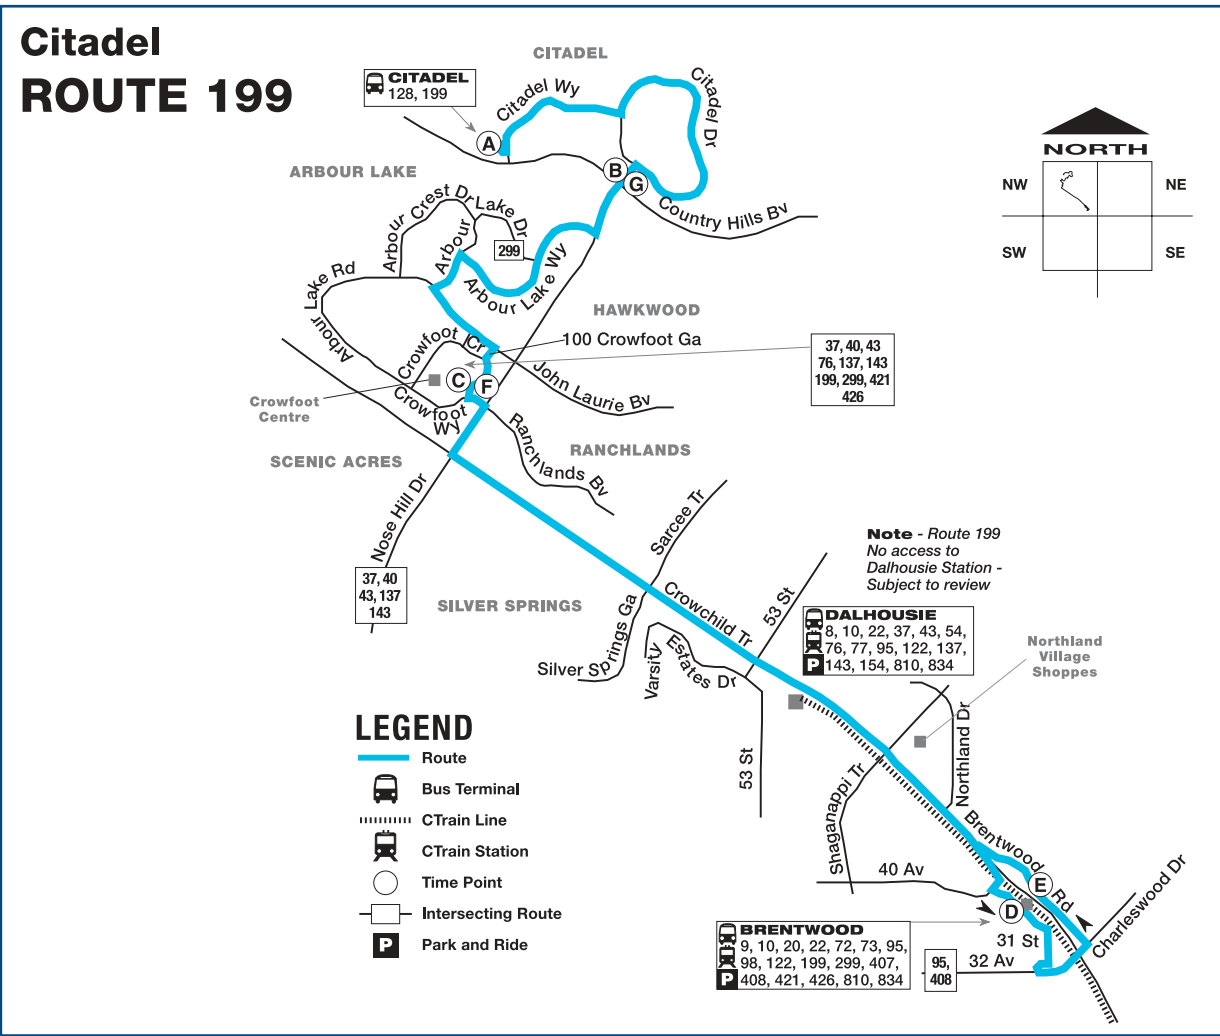 Citadel
ROUTE 199
CITADEL
CITADEL
128, 199
Citadel Wy
Citadel Dr
A
B
G
NORTH
NW
NE
SW
SE
ARBOUR LAKE
Country Hills Bv
Arbour Crest Dr
Arbour Lake Dr
299
Arbour Lake Wy
Arbour Lake Rd
HAWKWOOD
100 Crowfoot Ga
Crowfoot Cr
37, 40, 43
76, 137, 143
199, 299, 421
426
John Laurie Bv
C
F
Crowfoot
Centre
Crowfoot
Wy
Ranchlands Bv
RANCHLANDS
SCENIC ACRES
Nose Hill Dr
37, 40
43, 137
143
Sarcee Tr
Note - Route 199
No access to
Dalhousie Station -
Subject to review
SILVER SPRINGS
Silver Springs Ga
Crowchild Tr
53 St
Varsity
Estates Dr
DALHOUSIE
8, 10, 22, 37, 43, 54,
76, 77, 95, 122, 137,
P
143, 154, 810, 834
Northland
Village
Shoppes
53 St
Northland Dr
Shaganappi Tr
LEGEND
Route
Bus Terminal
CTrain Line
CTrain Station
Time Point
Intersecting Route
P
Park and Ride
Brentwood Rd
40 Av
E
D
Charleswood Dr
31 St
32 Av
BRENTWOOD
9, 10, 20, 22, 72, 73, 95,
98, 122, 199, 299, 407,
P
408, 421, 426, 810, 834
95,
408